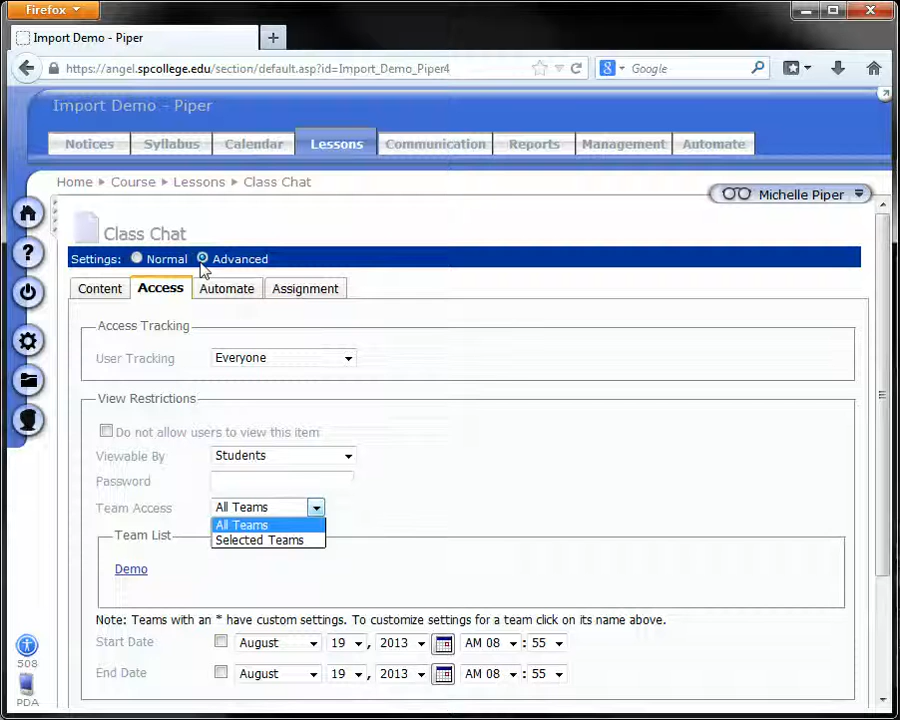 Firefox
Import Demo - Piper
https://angel.spcollege.edu/section/default.asp?id=Import_Demo_Piper4
Google
Import Demo - Piper
Notices Syllabus Calendar Lessons Communication Reports Management Automate
Home Course Lessons Class Chat
Michelle Piper
Class Chat
Settings: Normal Advanced
Content Access Automate Assignment
Access Tracking
User Tracking Everyone
View Restrictions
Do not allow users to view this item
Viewable By Students
Password
Team Access All Teams
All Teams
Selected Teams
Team List
Demo
Note: Teams with an * have custom settings. To customize settings for a team click on its name above.
Start Date August 19 , 2013 AM 08 : 55
End Date August 19 , 2013 AM 08 : 55
508
PDA